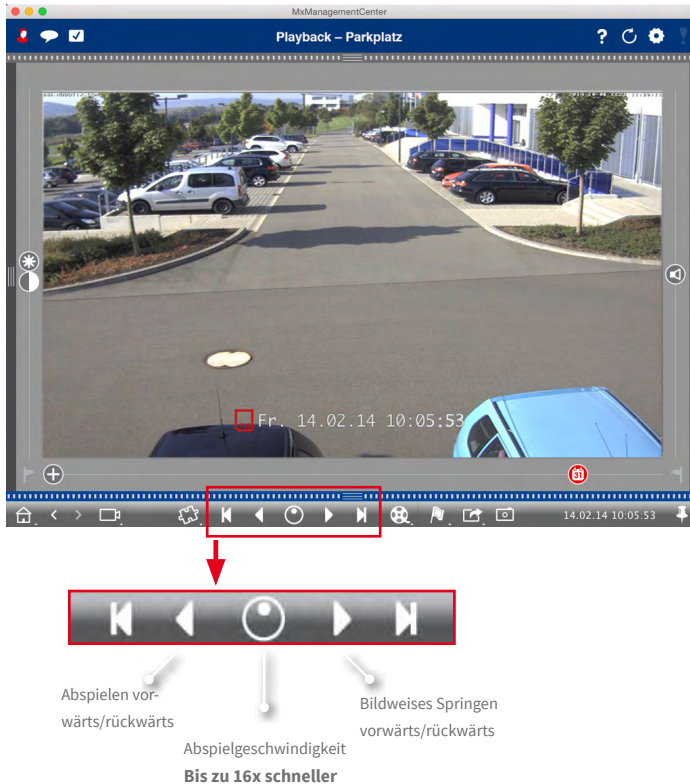 MxManagementCenter
Playback – Parkplatz
?
Fr. 14.02.14 10:05:53
31
14.02.14 10:05:53
Abspielen vor-
wärts/rückwärts
Bildweises Springen
vorwärts/rückwärts
Abspielgeschwindigkeit
Bis zu 16x schneller